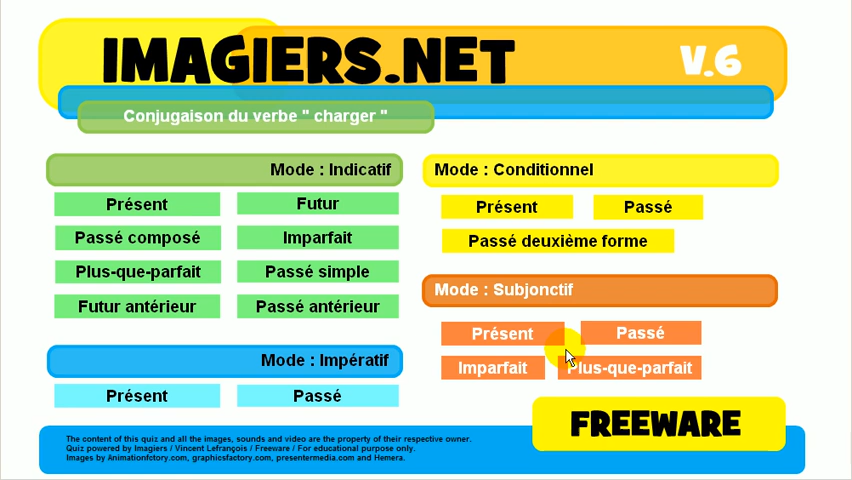 IMAGIERS.NET
V.6
Conjugaison du verbe " charger "
Mode : Indicatif
Présent
Futur
Passé composé
Imparfait
Plus-que-parfait
Passé simple
Futur antérieur
Passé antérieur
Mode : Impératif
Présent
Passé
Mode : Conditionnel
Présent
Passé
Passé deuxième forme
Mode : Subjonctif
Présent
Passé
Imparfait
Plus-que-parfait
FREEWARE
The content of this quiz and all the images, sounds and video are the property of their respective owner.
Quiz powered by Imagiers / Vincent Lefrançois / Freeware / For educational purpose only.
Images by Animationfctory.com, graphicsfactory.com, presentermedia.com and Hemera.